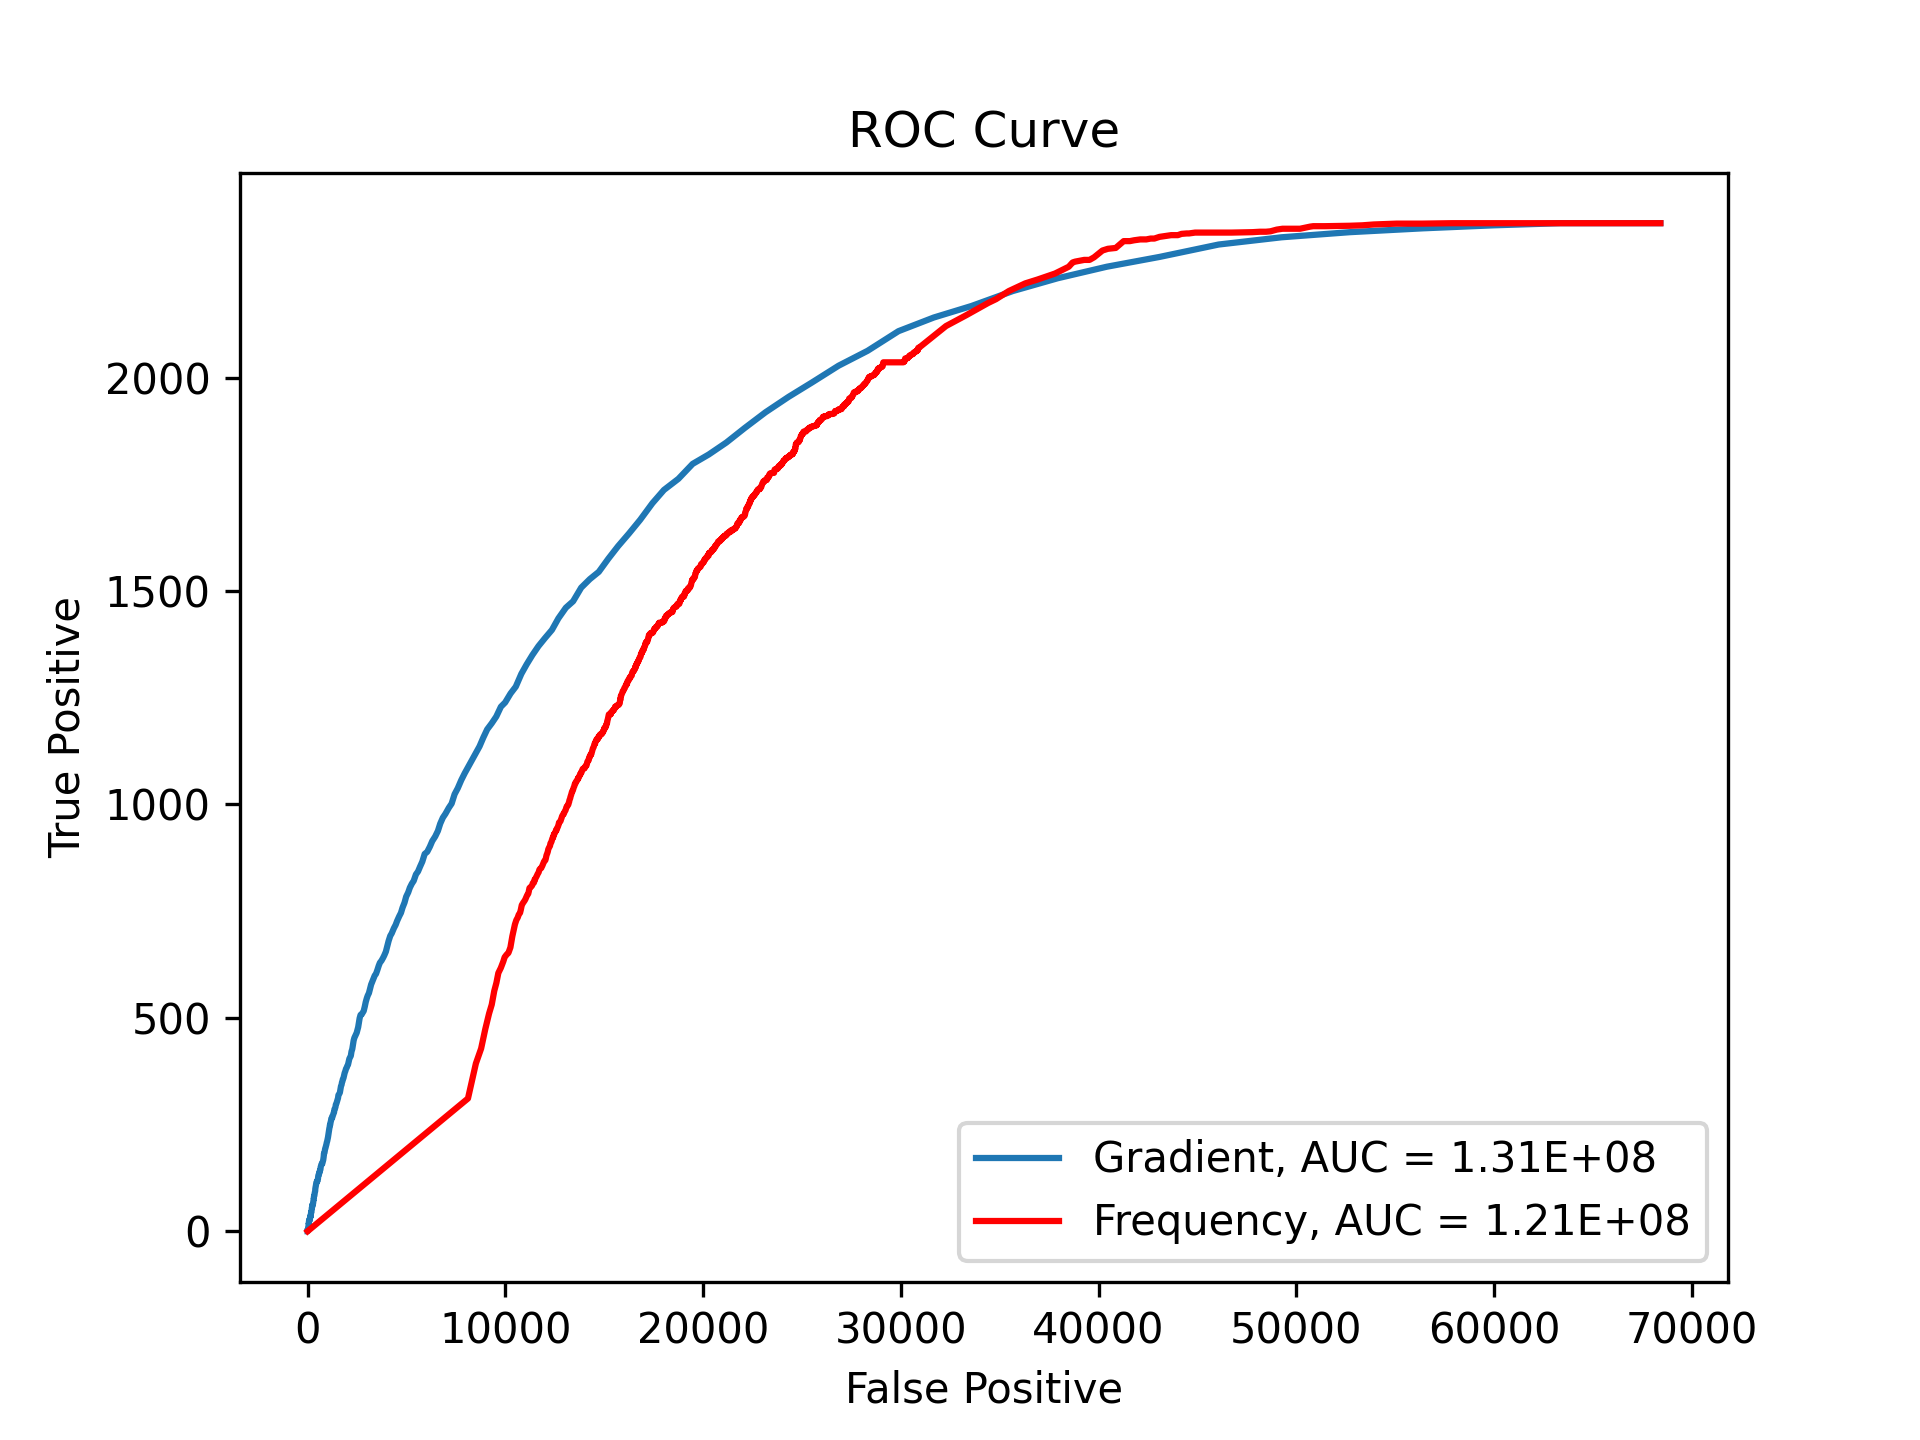 ROC Curve
True Positive
2000
1500
1000
500
0
Gradient, AUC = 1.31E+08
Frequency, AUC = 1.21E+08
0 10000 20000 30000 40000 50000 60000 70000
False Positive